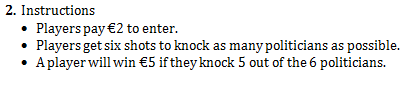 2. Instructions
• Players pay €2 to enter.
• Players get six shots to knock as many politicians as possible.
• A player will win €5 if they knock 5 out of the 6 politicians.